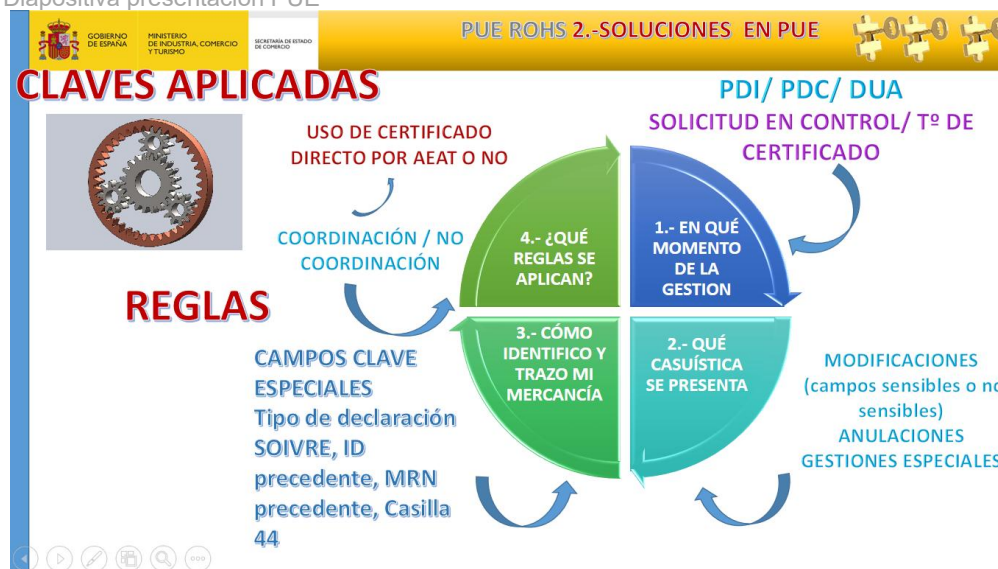 Diapositiva presentación PUE
GOBIERNO
DE ESPAÑA
MINISTERIO
DE INDUSTRIA, COMERCIO
Y TURISMO
SECRETARÍA DE ESTADO
DE COMERCIO
PUE ROHS 2.-SOLUCIONES EN PUE
CLAVES APLICADAS
USO DE CERTIFICADO
DIRECTO POR AEAT O NO
COORDINACIÓN / NO
COORDINACIÓN
REGLAS
PDI/ PDC/ DUA
SOLICITUD EN CONTROL/ Tº DE
CERTIFICADO
1.- EN QUÉ
MOMENTO
DE LA
GESTION
2.- QUÉ
CASUÍSTICA
SE PRESENTA
MODIFICACIONES
(campos sensibles o no
sensibles)
ANULACIONES
GESTIONES ESPECIALES
3.- CÓMO
IDENTIFICO Y
TRAZO MI
MERCANCÍA
CAMPOS CLAVE
ESPECIALES
Tipo de declaración
SOIVRE, ID
precedente, MRN
precedente, Casilla
44
4.- ¿QUÉ
REGLAS SE
APLICAN?